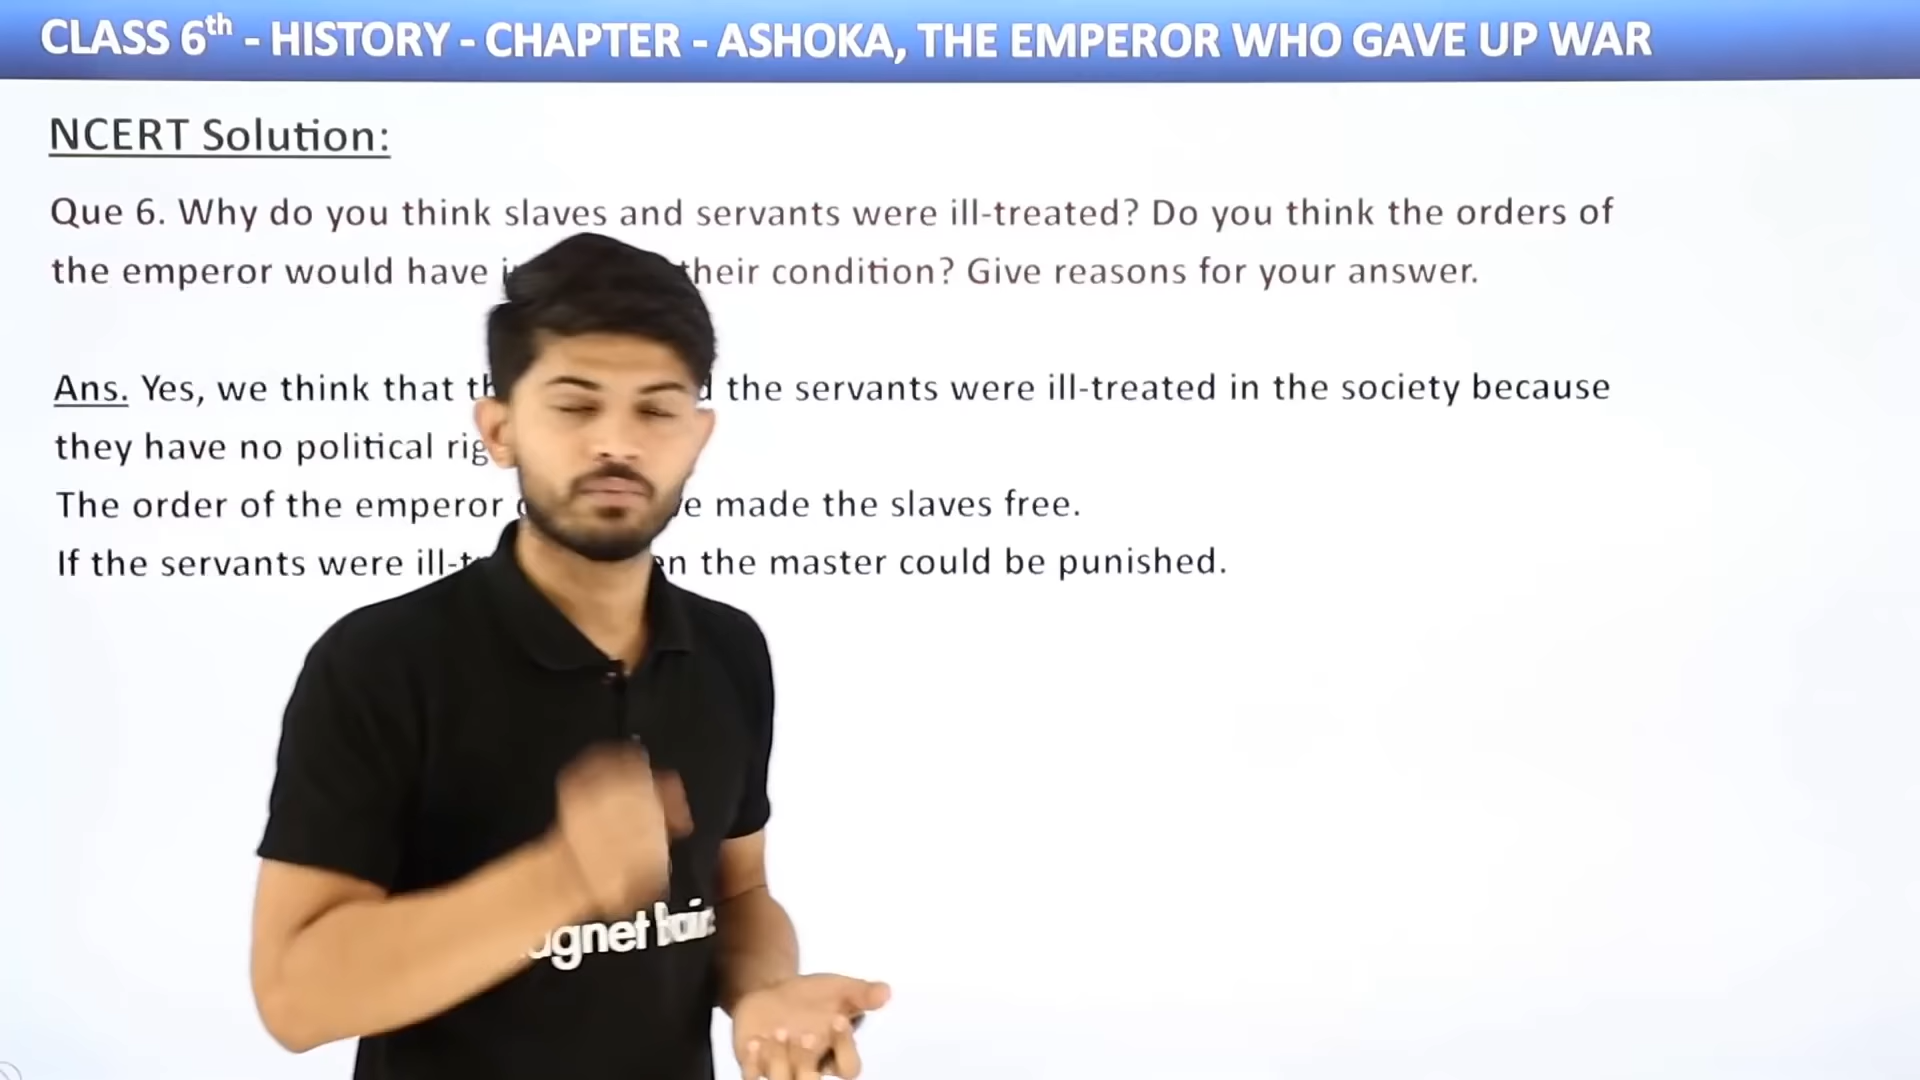 CLASS 6th - HISTORY - CHAPTER - ASHOKA, THE EMPEROR WHO GAVE UP WAR
NCERT Solution:
Que 6. Why do you think slaves and servants were ill-treated? Do you think the orders of
the emperor would have their condition? Give reasons for your answer.
Ans. Yes, we think that the servants were ill-treated in the society because
they have no political
The order of the emperor made the slaves free.
If the servants were the master could be punished.